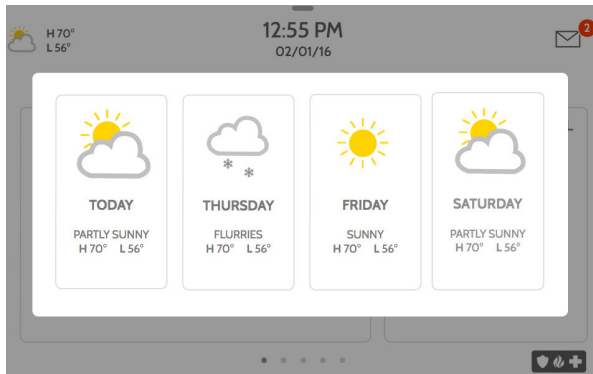 H 70°
L 56°
12:55 PM
02/01/16
2
TODAY
PARTLY SUNNY
H 70° L 56°
THURSDAY
FLURRIES
H 70° L 56°
FRIDAY
SUNNY
H 70° L 56°
SATURDAY
PARTLY SUNNY
H 70° L 56°